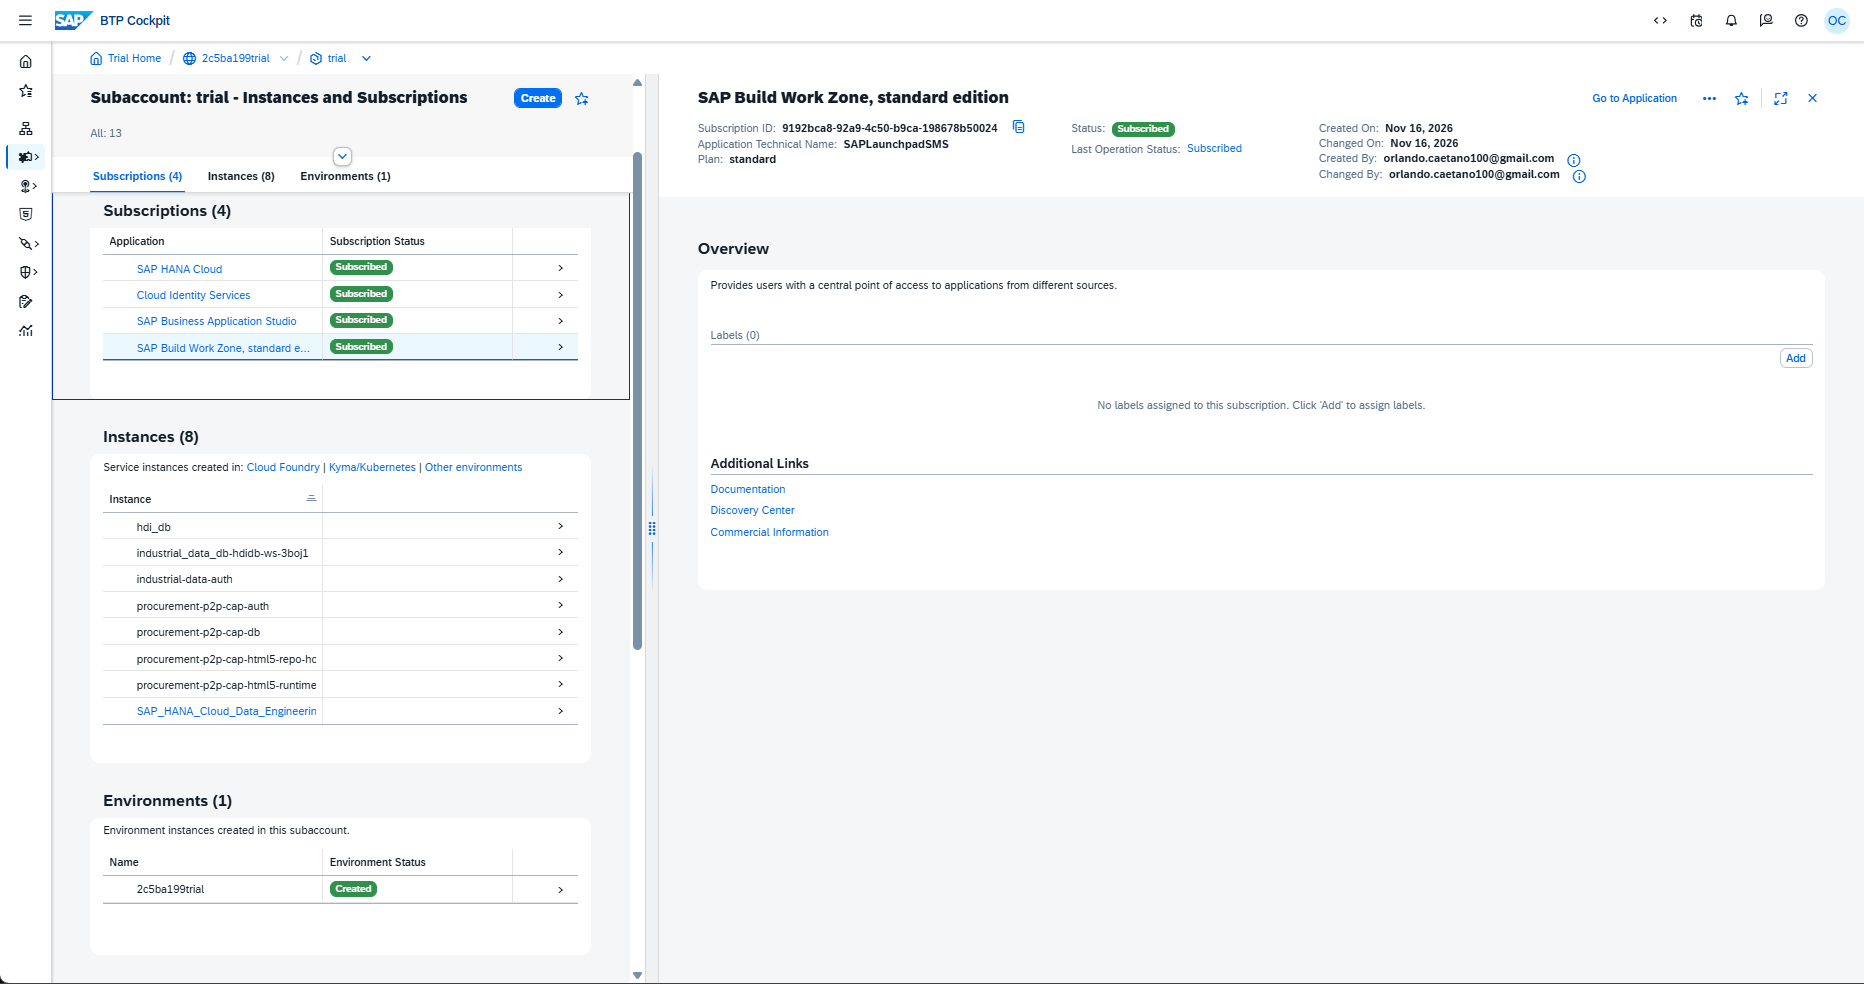 SAP BTP Cockpit OC
Trial Home / 2c5ba199trial / trial
Subaccount: trial - Instances and Subscriptions Create
All: 13
Subscriptions (4) Instances (8) Environments (1)
Subscriptions (4)
Application Subscription Status
SAP HANA Cloud Subscribed
Cloud Identity Services Subscribed
SAP Business Application Studio Subscribed
SAP Build Work Zone, standard e... Subscribed
Instances (8)
Service instances created in: Cloud Foundry | Kyma/Kubernetes | Other environments
Instance
hdi_db
industrial_data_db-hdidb-ws-3boj1
industrial-data-auth
procurement-p2p-cap-auth
procurement-p2p-cap-db
procurement-p2p-cap-html5-repo-hc
procurement-p2p-cap-html5-runtime
SAP_HANA_Cloud_Data_Engineerin
Environments (1)
Environment instances created in this subaccount.
Name Environment Status
2c5ba199trial Created
SAP Build Work Zone, standard edition Go to Application
Subscription ID: 9192bca8-92a9-4c50-b9ca-198678b50024
Application Technical Name: SAPLaunchpadSMS
Plan: standard
Status: Subscribed
Last Operation Status: Subscribed
Created On: Nov 16, 2026
Changed On: Nov 16, 2026
Created By: orlando.caetano100@gmail.com
Changed By: orlando.caetano100@gmail.com
Overview
Provides users with a central point of access to applications from different sources.
Labels (0)
Add
No labels assigned to this subscription. Click 'Add' to assign labels.
Additional Links
Documentation
Discovery Center
Commercial Information